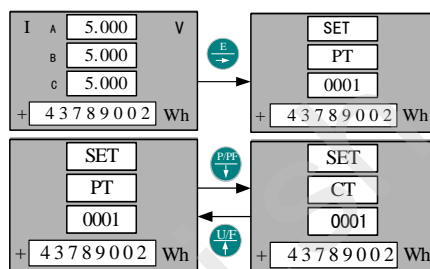 I A 5.000 V
B 5.000
C 5.000
+ 43789002 Wh
E
SET
PT
0001
+ 43789002 Wh
SET
PT
0001
+ 43789002 Wh
P/PF
U/F
SET
CT
0001
+ 43789002 Wh